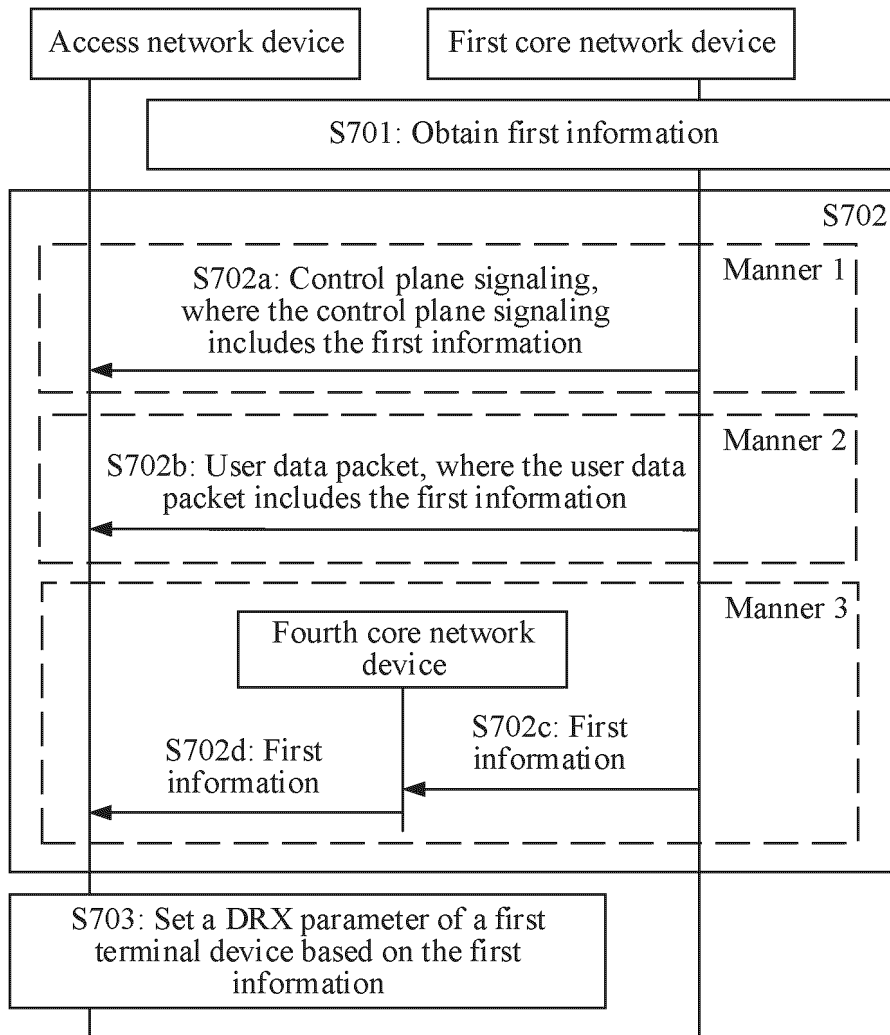 Access network device
First core network device
S701: Obtain first information
S702
Manner 1
S702a: Control plane signaling,
where the control plane signaling
includes the first information
Manner 2
S702b: User data packet, where the user data
packet includes the first information
Manner 3
Fourth core network
device
S702c: First
information
S702d: First
information
S703: Set a DRX parameter of a first
terminal device based on the first
information